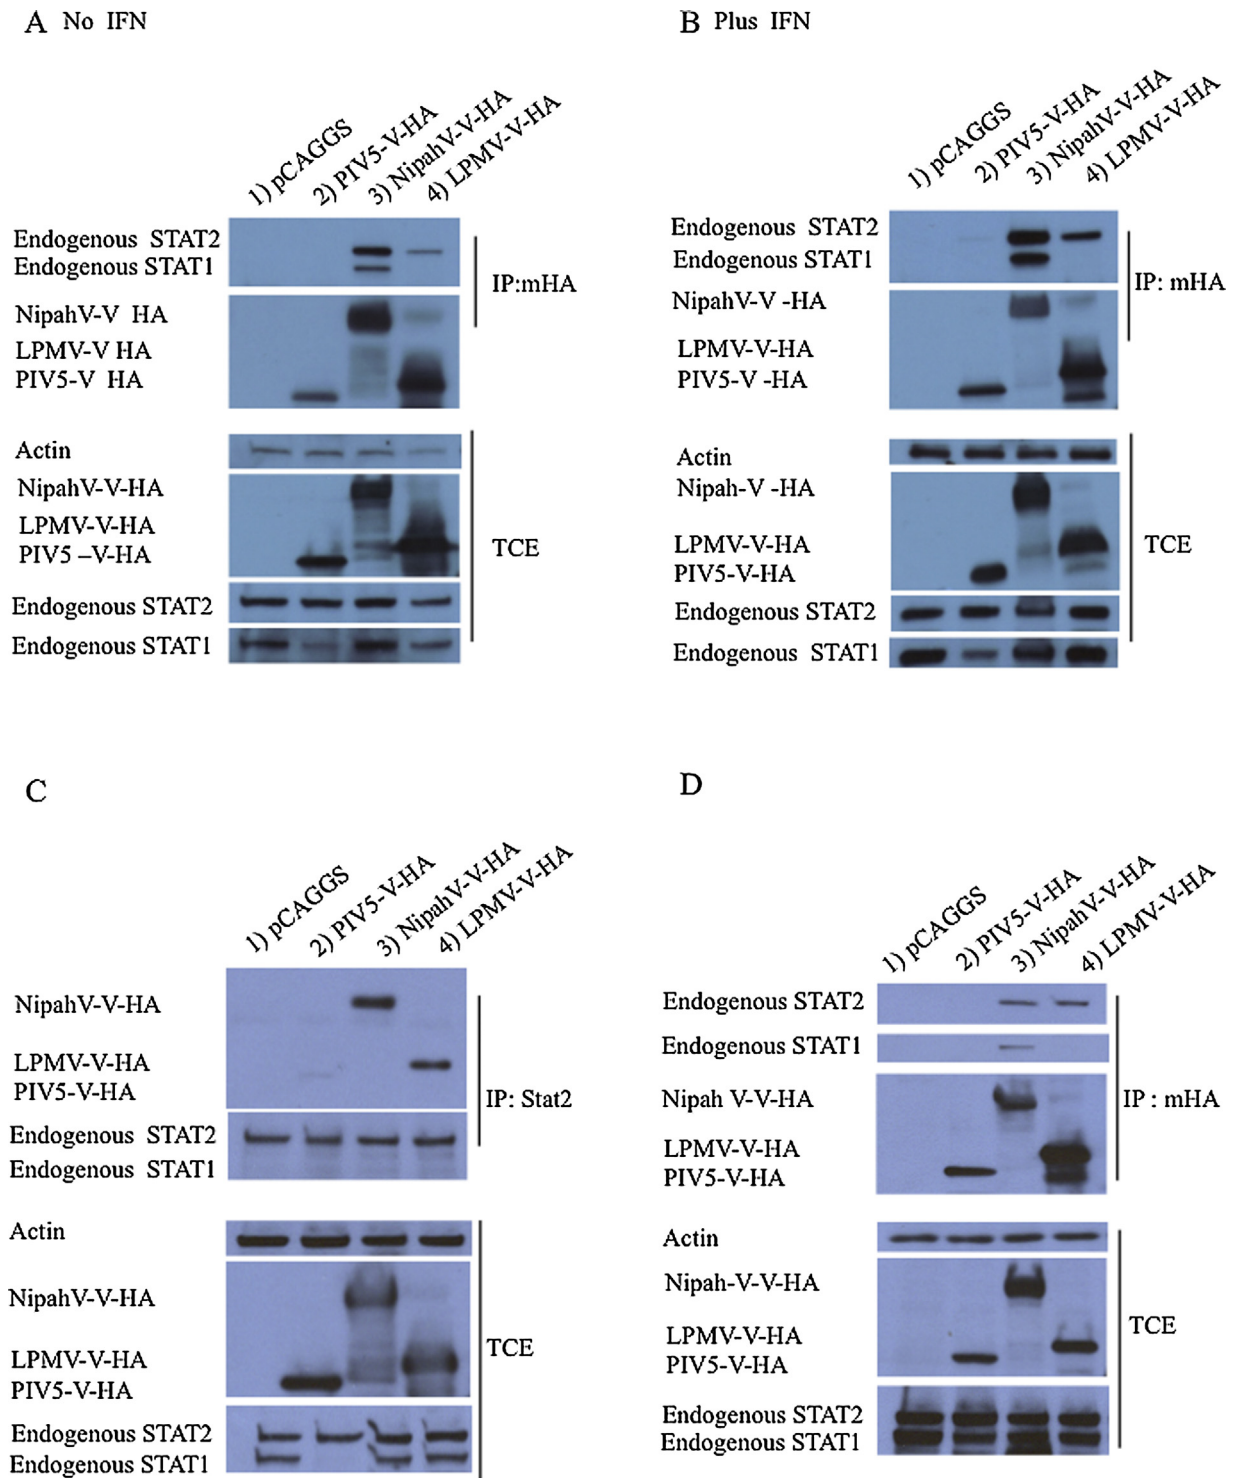 A No IFN
1) pCAGGS
2) PIV5-V-HA
3) NipahV-V-HA
4) LPMV-V-HA
Endogenous STAT2
Endogenous STAT1
NipahV-V HA
LPMV-V HA
PIV5-V HA
IP:mHA
Actin
NipahV-V-HA
LPMV-V-HA
PIV5 –V-HA
Endogenous STAT2
Endogenous STAT1
TCE
B Plus IFN
1) pCAGGS
2) PIV5-V-HA
3) NipahV-V-HA
4) LPMV-V-HA
Endogenous STAT2
Endogenous STAT1
NipahV-V -HA
LPMV-V-HA
PIV5-V -HA
IP: mHA
Actin
Nipah-V -HA
LPMV-V-HA
PIV5-V-HA
Endogenous STAT2
Endogenous STAT1
TCE
C
1) pCAGGS
2) PIV5-V-HA
3) NipahV-V-HA
4) LPMV-V-HA
NipahV-V-HA
LPMV-V-HA
PIV5-V-HA
Endogenous STAT2
Endogenous STAT1
IP: Stat2
Actin
NipahV-V-HA
LPMV-V-HA
PIV5-V-HA
Endogenous STAT2
Endogenous STAT1
TCE
D
1) pCAGGS
2) PIV5-V-HA
3) NipahV-V-HA
4) LPMV-V-HA
Endogenous STAT2
Endogenous STAT1
Nipah V-V-HA
LPMV-V-HA
PIV5-V-HA
IP : mHA
Actin
Nipah-V-V-HA
LPMV-V-HA
PIV5-V-HA
Endogenous STAT2
Endogenous STAT1
TCE